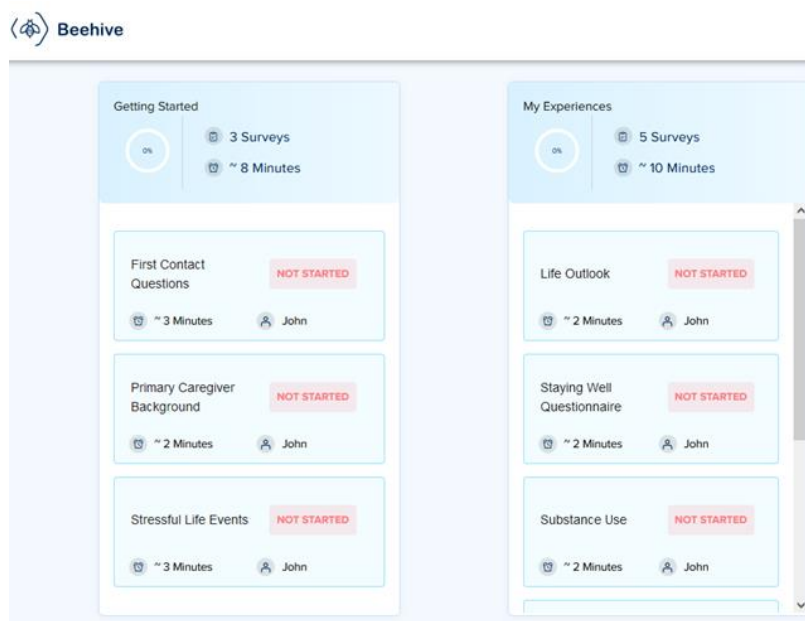 Beehive
Getting Started
0%
3 Surveys
~ 8 Minutes
First Contact
Questions
NOT STARTED
~ 3 Minutes
John
Primary Caregiver
Background
NOT STARTED
~ 2 Minutes
John
Stressful Life Events
NOT STARTED
~ 3 Minutes
John
My Experiences
0%
5 Surveys
~ 10 Minutes
Life Outlook
NOT STARTED
~ 2 Minutes
John
Staying Well
Questionnaire
NOT STARTED
~ 2 Minutes
John
Substance Use
NOT STARTED
~ 2 Minutes
John